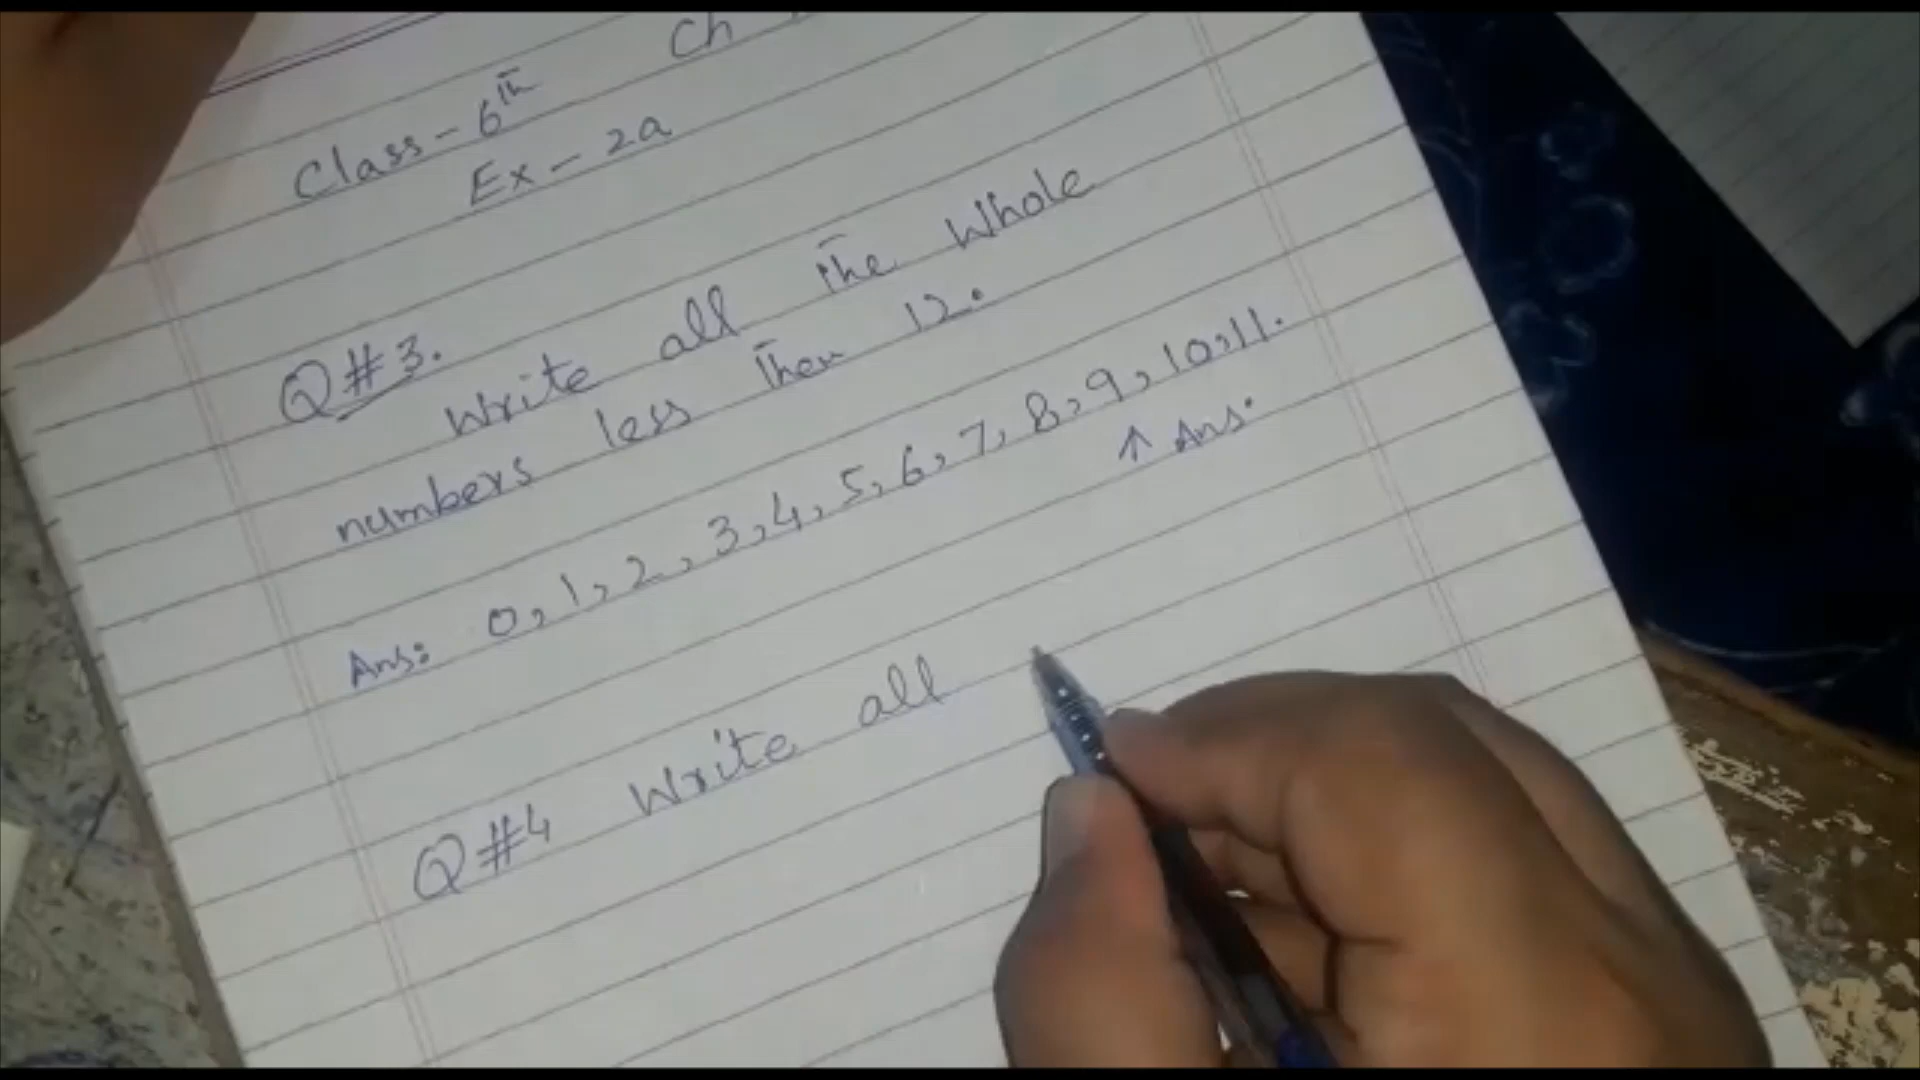 Class - 6th Ch
Ex - 2a
Q#3.
Write all the Whole
numbers less then 12.
Ans: 0, 1, 2, 3, 4, 5, 6, 7, 8, 9, 10, 11.
↑ Ans.
Q#4 Write all